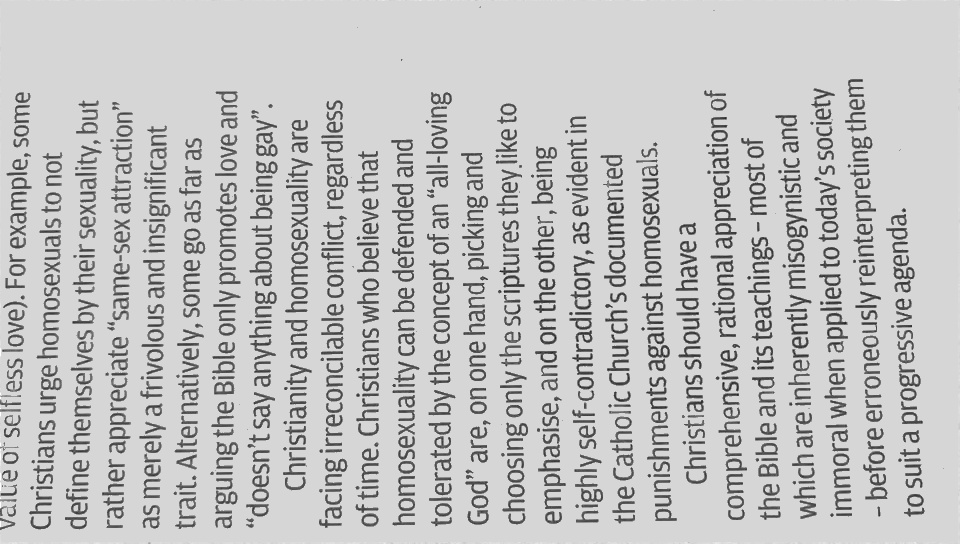 value of selfless love). For example, some
Christians urge homosexuals to not
define themselves by their sexuality, but
rather appreciate “same-sex attraction”
as merely a frivolous and insignificant
trait. Alternatively, some go as far as
arguing the Bible only promotes love and
“doesn’t say anything about being gay”.
Christianity and homosexuality are
facing irreconcilable conflict, regardless
of time. Christians who believe that
homosexuality can be defended and
tolerated by the concept of an “all-loving
God” are, on one hand, picking and
choosing only the scriptures they like to
emphasise, and on the other, being
highly self-contradictory, as evident in
the Catholic Church’s documented
punishments against homosexuals.
Christians should have a
comprehensive, rational appreciation of
the Bible and its teachings – most of
which are inherently misogynistic and
immoral when applied to today’s society
– before erroneously reinterpreting them
to suit a progressive agenda.